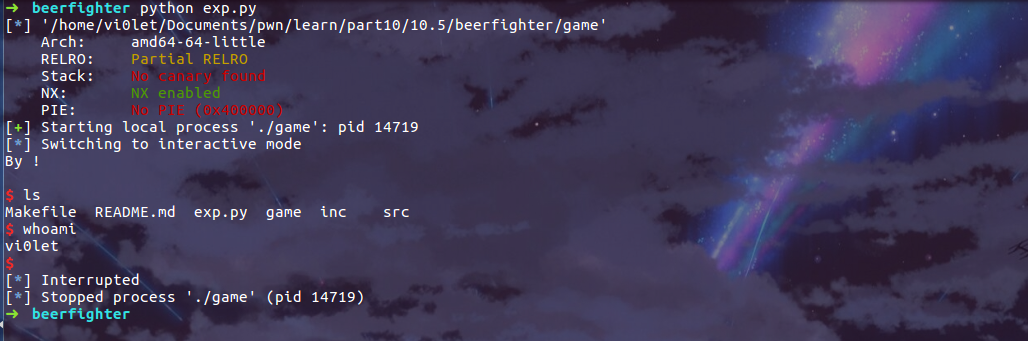 → beerfighter python exp.py
[*] '/home/vi0let/Documents/pwn/learn/part10/10.5/beerfighter/game'
    Arch:     amd64-64-little
    RELRO:    Partial RELRO
    Stack:    No canary found
    NX:       NX enabled
    PIE:      No PIE (0x400000)
[+] Starting local process './game': pid 14719
[*] Switching to interactive mode
By !
$ ls
Makefile  README.md  exp.py  game  inc    src
$ whoami
vi0let
$
[*] Interrupted
[*] Stopped process './game' (pid 14719)
→ beerfighter